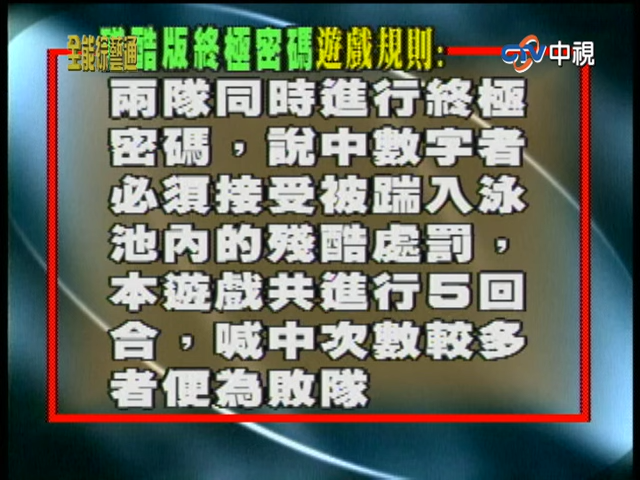 全能綜藝通
酷版終極密碼遊戲規則:
中視
兩隊同時進行終極
密碼，說中數字者
必須接受被踹入泳
池內的殘酷處罰，
本遊戲共進行5回
合，喊中次數較多
者便為敗隊